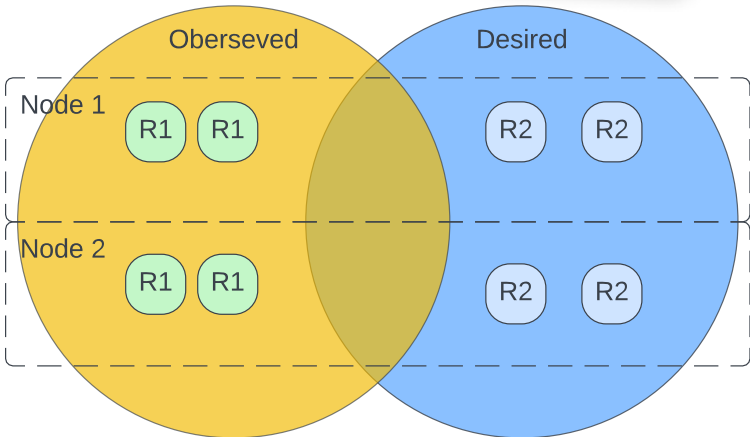 Oberseved Desired
Node 1
R1 R1 R2 R2
Node 2
R1 R1 R2 R2